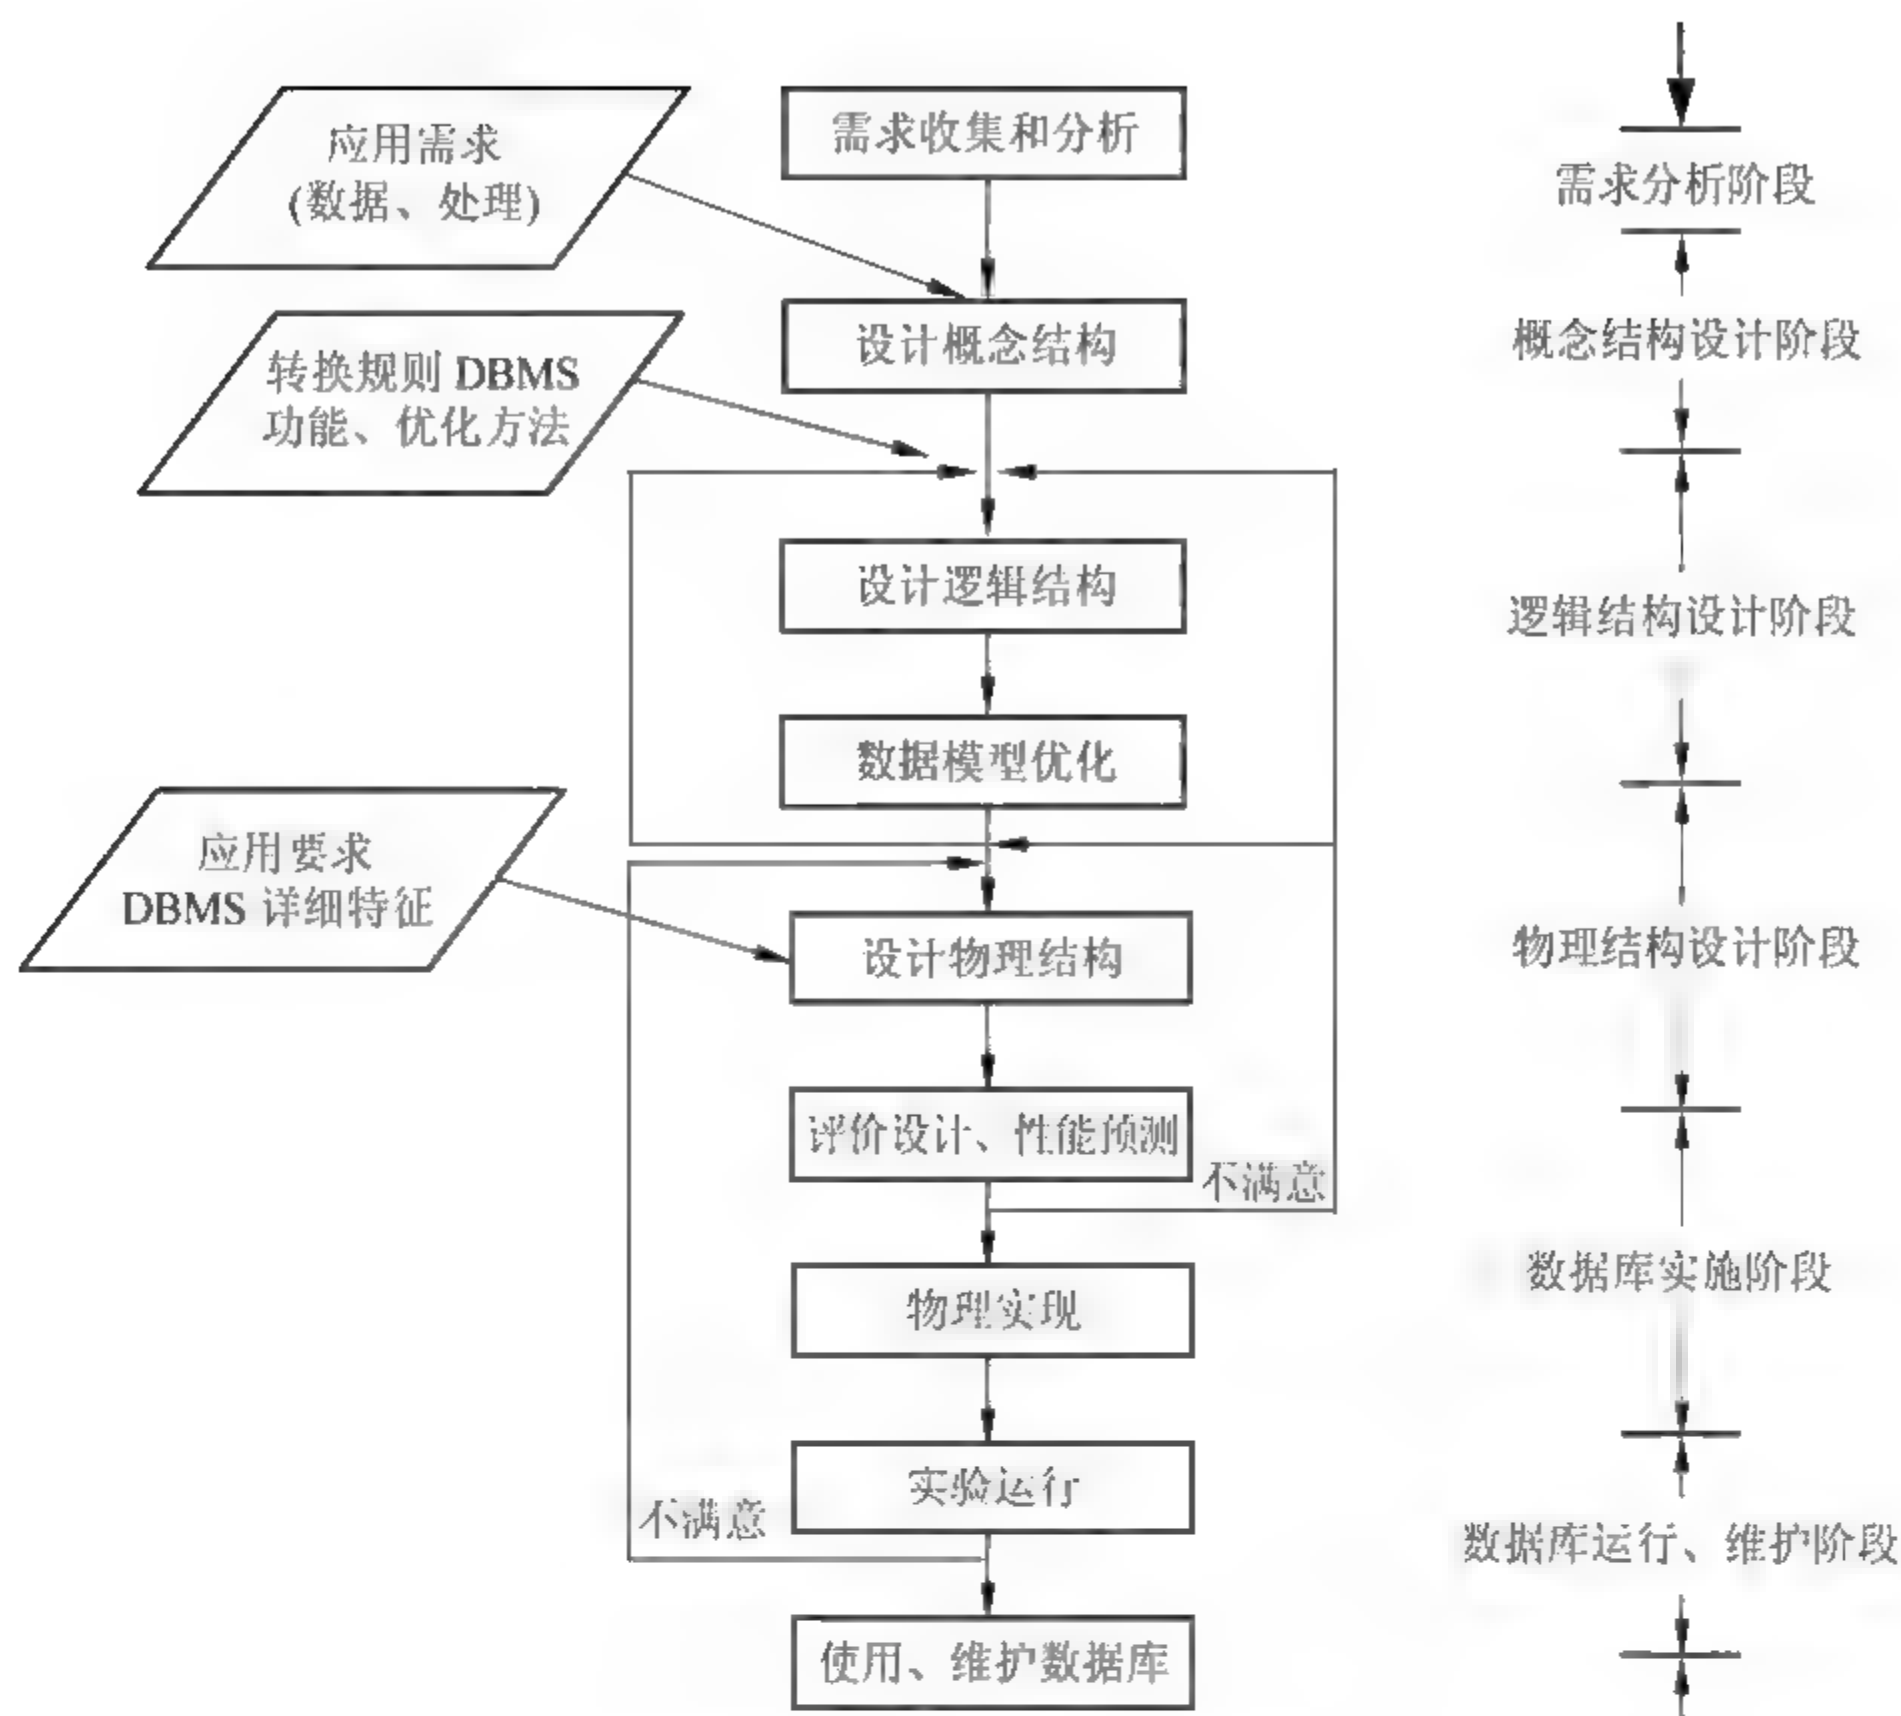 应用需求
(数据、处理)
需求收集和分析
需求分析阶段
转换规则 DBMS
功能、优化方法
设计概念结构
概念结构设计阶段
设计逻辑结构
逻辑结构设计阶段
数据模型优化
应用要求
DBMS 详细特征
设计物理结构
物理结构设计阶段
评价设计、性能预测
不满意
物理实现
数据库实施阶段
实验运行
不满意
数据库运行、维护阶段
使用、维护数据库